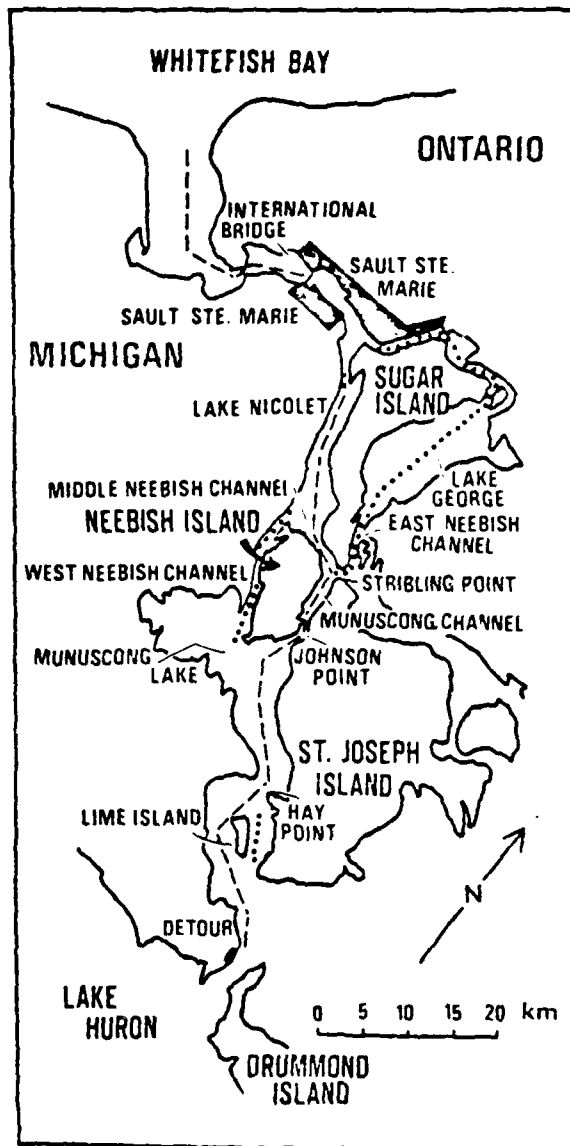 WHITEFISH BAY
ONTARIO
INTERNATIONAL
BRIDGE
SAULT STE.
MARIE
SAULT STE. MARIE
MICHIGAN
SUGAR
ISLAND
LAKE NICOLET
LAKE
GEORGE
MIDDLE NEEBISH CHANNEL
NEEBISH ISLAND
EAST NEEBISH
CHANNEL
WEST NEEBISH CHANNEL
STRIBLING POINT
MUNUSCONG CHANNEL
MUNUSCONG
LAKE
JOHNSON
POINT
ST. JOSEPH
ISLAND
LIME ISLAND
HAY
POINT
N
DETOUR
LAKE
HURON
0 5 10 15 20 km
DRUMMOND
ISLAND